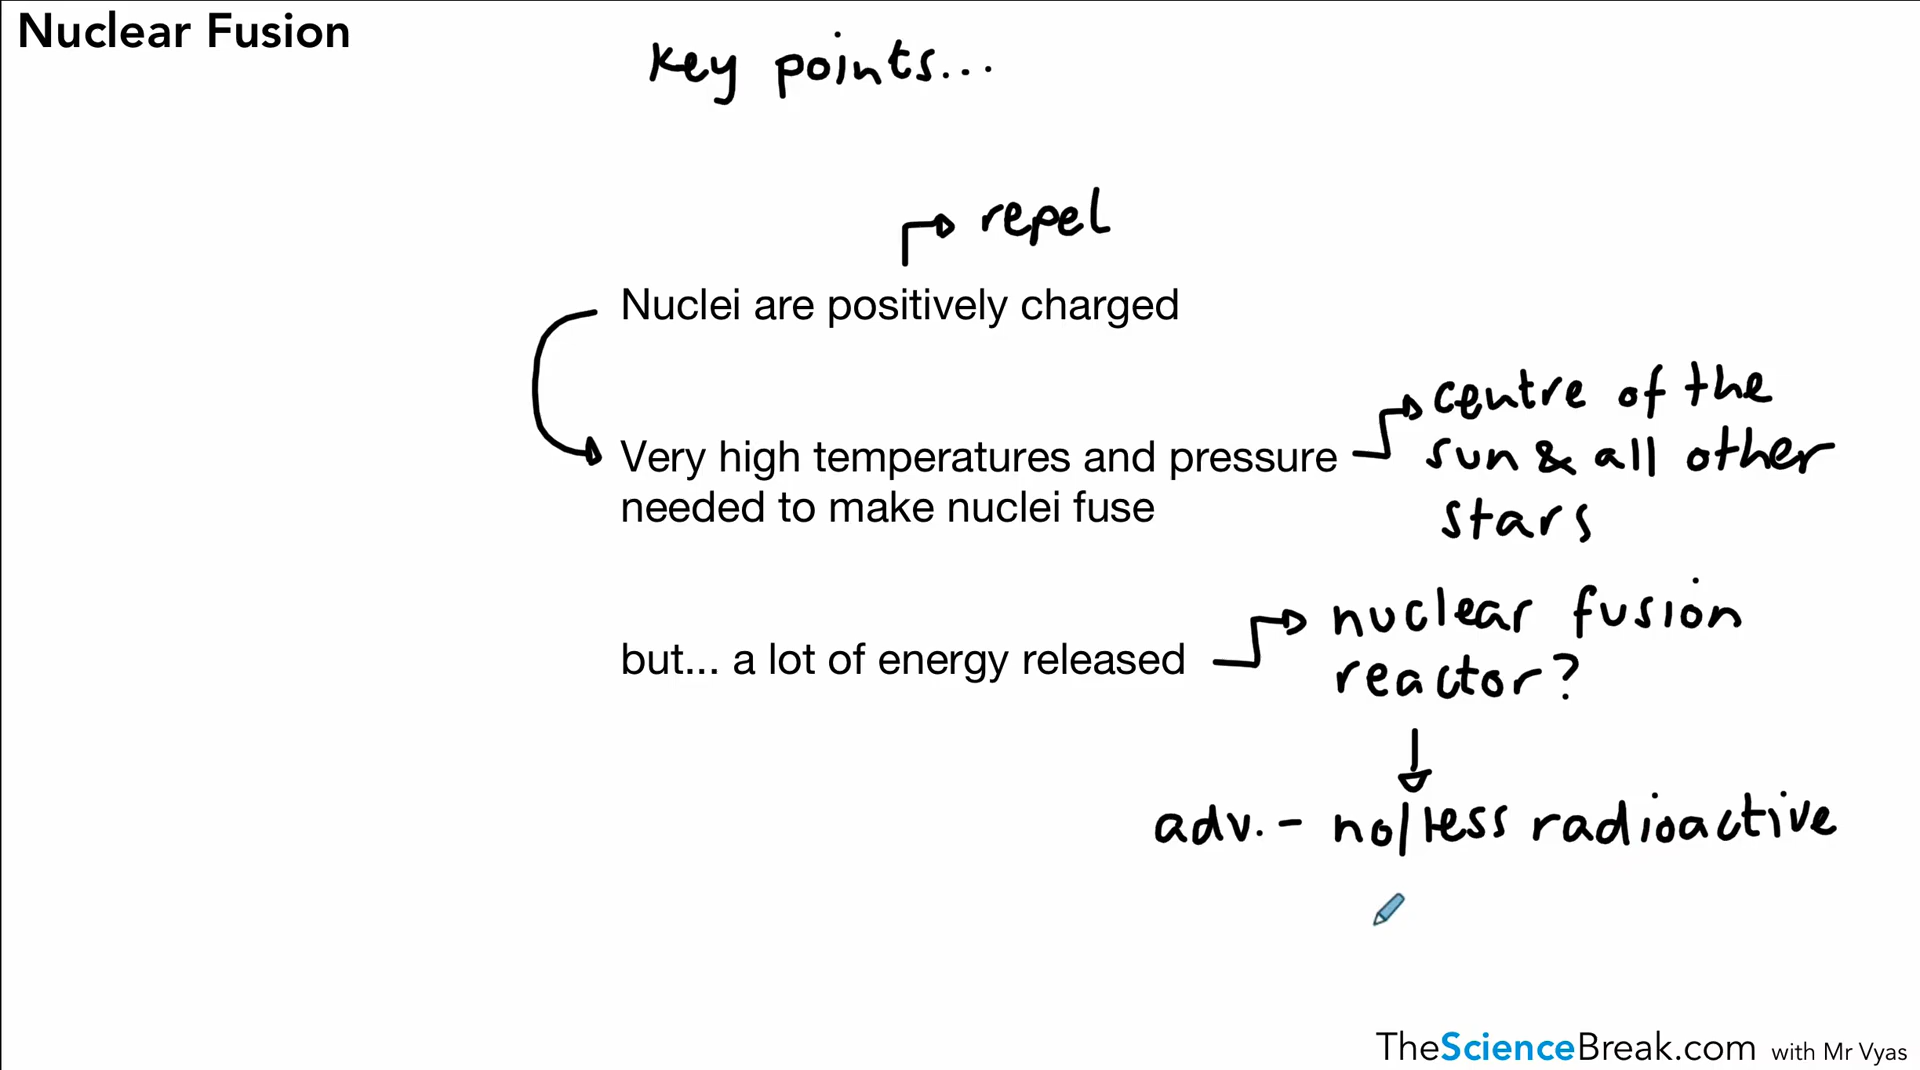 Nuclear Fusion
key points...
repel
Nuclei are positively charged
Very high temperatures and pressure
needed to make nuclei fuse
centre of the
sun & all other
stars
but... a lot of energy released
nuclear fusion
reactor?
adv. - no/less radioactive
TheScienceBreak.com with Mr Vyas